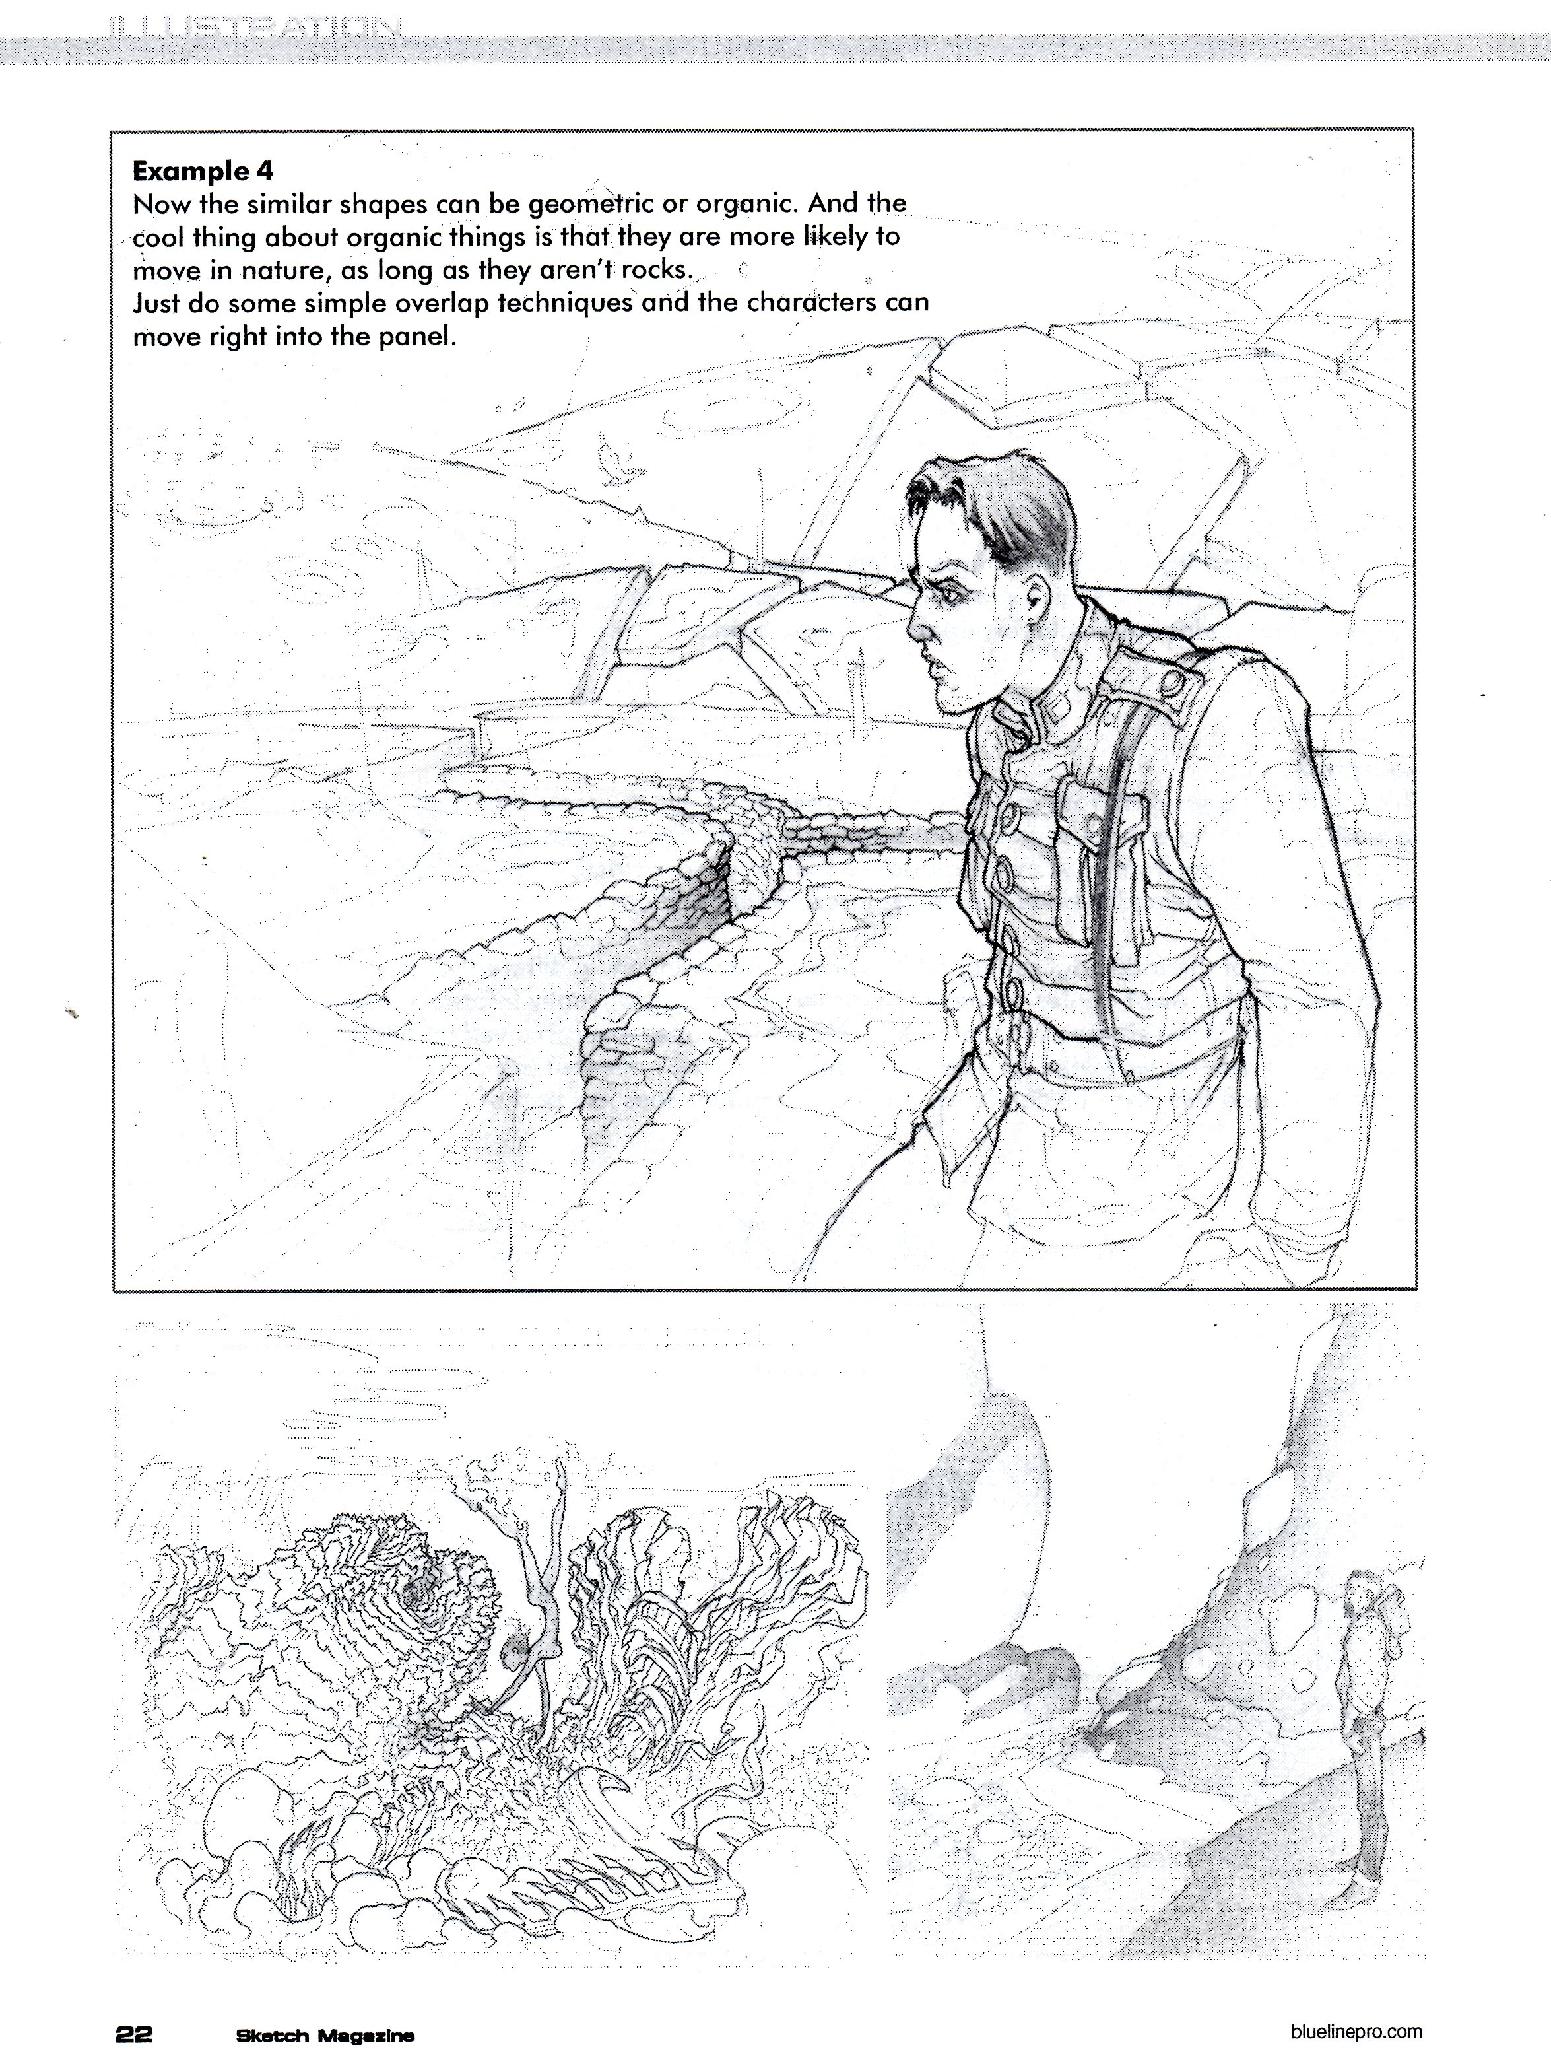 ILLUSTRATION
Example 4
Now the similar shapes can be geometric or organic. And the
cool thing about organic things is that they are more likely to
move in nature, as long as they aren't rocks.
Just do some simple overlap techniques and the characters can
move right into the panel.
22 Sketch Magazine bluelinepro.com